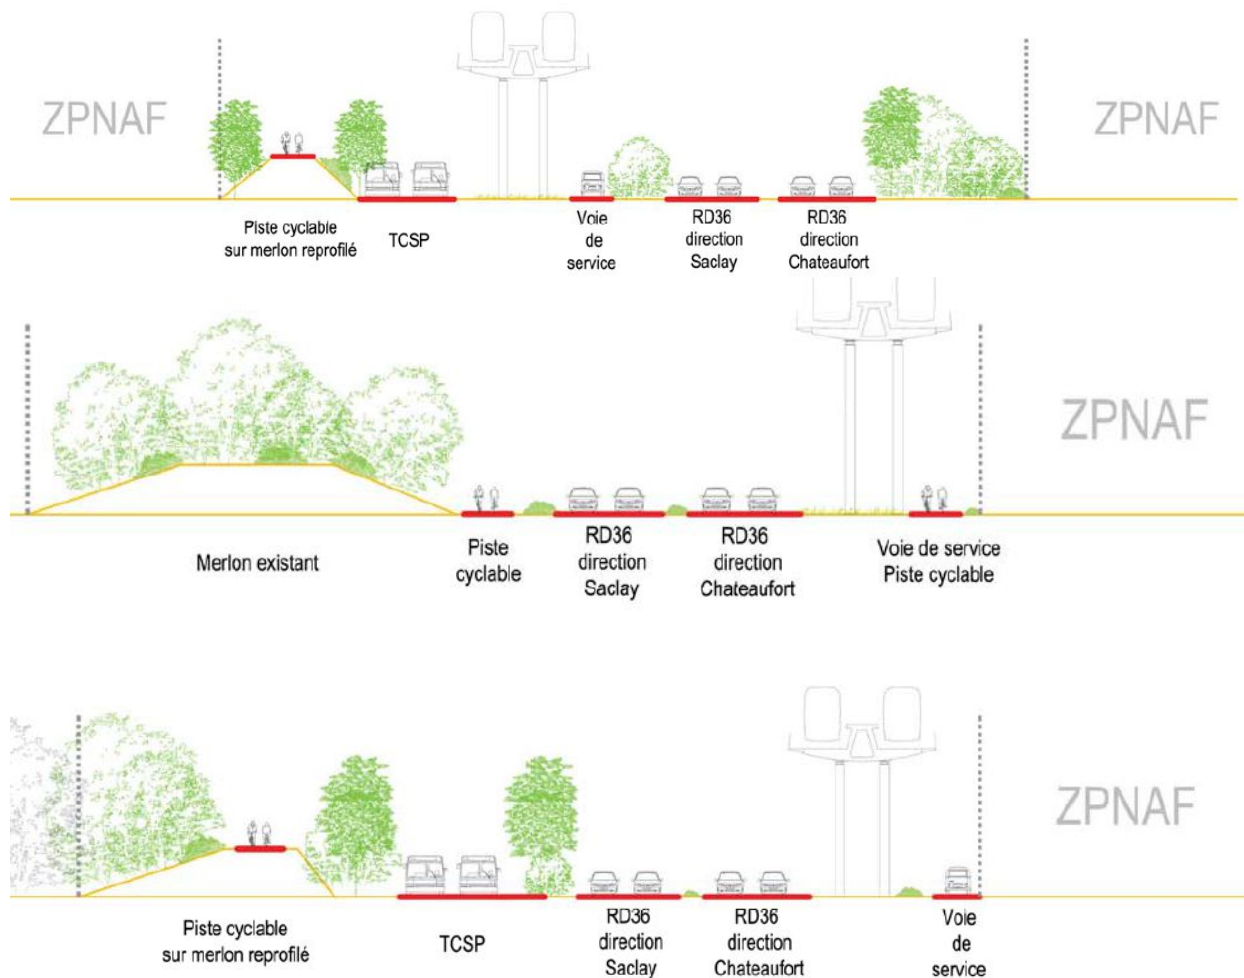 ZPNAF
ZPNAF
Piste cyclable
sur merlon reprofilé
TCSP
Voie
de
service
RD36
direction
Saclay
RD36
direction
Chateaufort
ZPNAF
Merlon existant
Piste
cyclable
RD36
direction
Saclay
RD36
direction
Chateaufort
Voie de service
Piste cyclable
ZPNAF
Piste cyclable
sur merlon reprofilé
TCSP
RD36
direction
Saclay
RD36
direction
Chateaufort
Voie
de
service